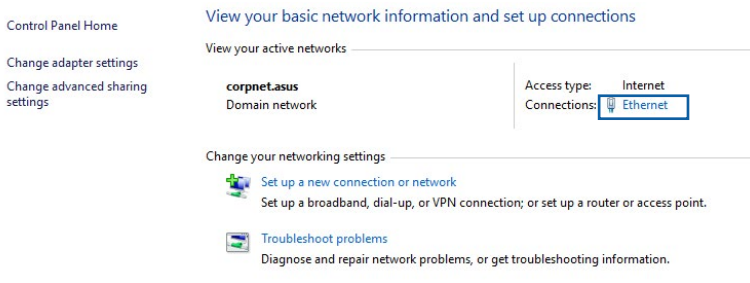 Control Panel Home
Change adapter settings
Change advanced sharing
settings
View your basic network information and set up connections
View your active networks
corpnet.asus
Domain network
Access type: Internet
Connections: Ethernet
Change your networking settings
Set up a new connection or network
Set up a broadband, dial-up, or VPN connection; or set up a router or access point.
Troubleshoot problems
Diagnose and repair network problems, or get troubleshooting information.